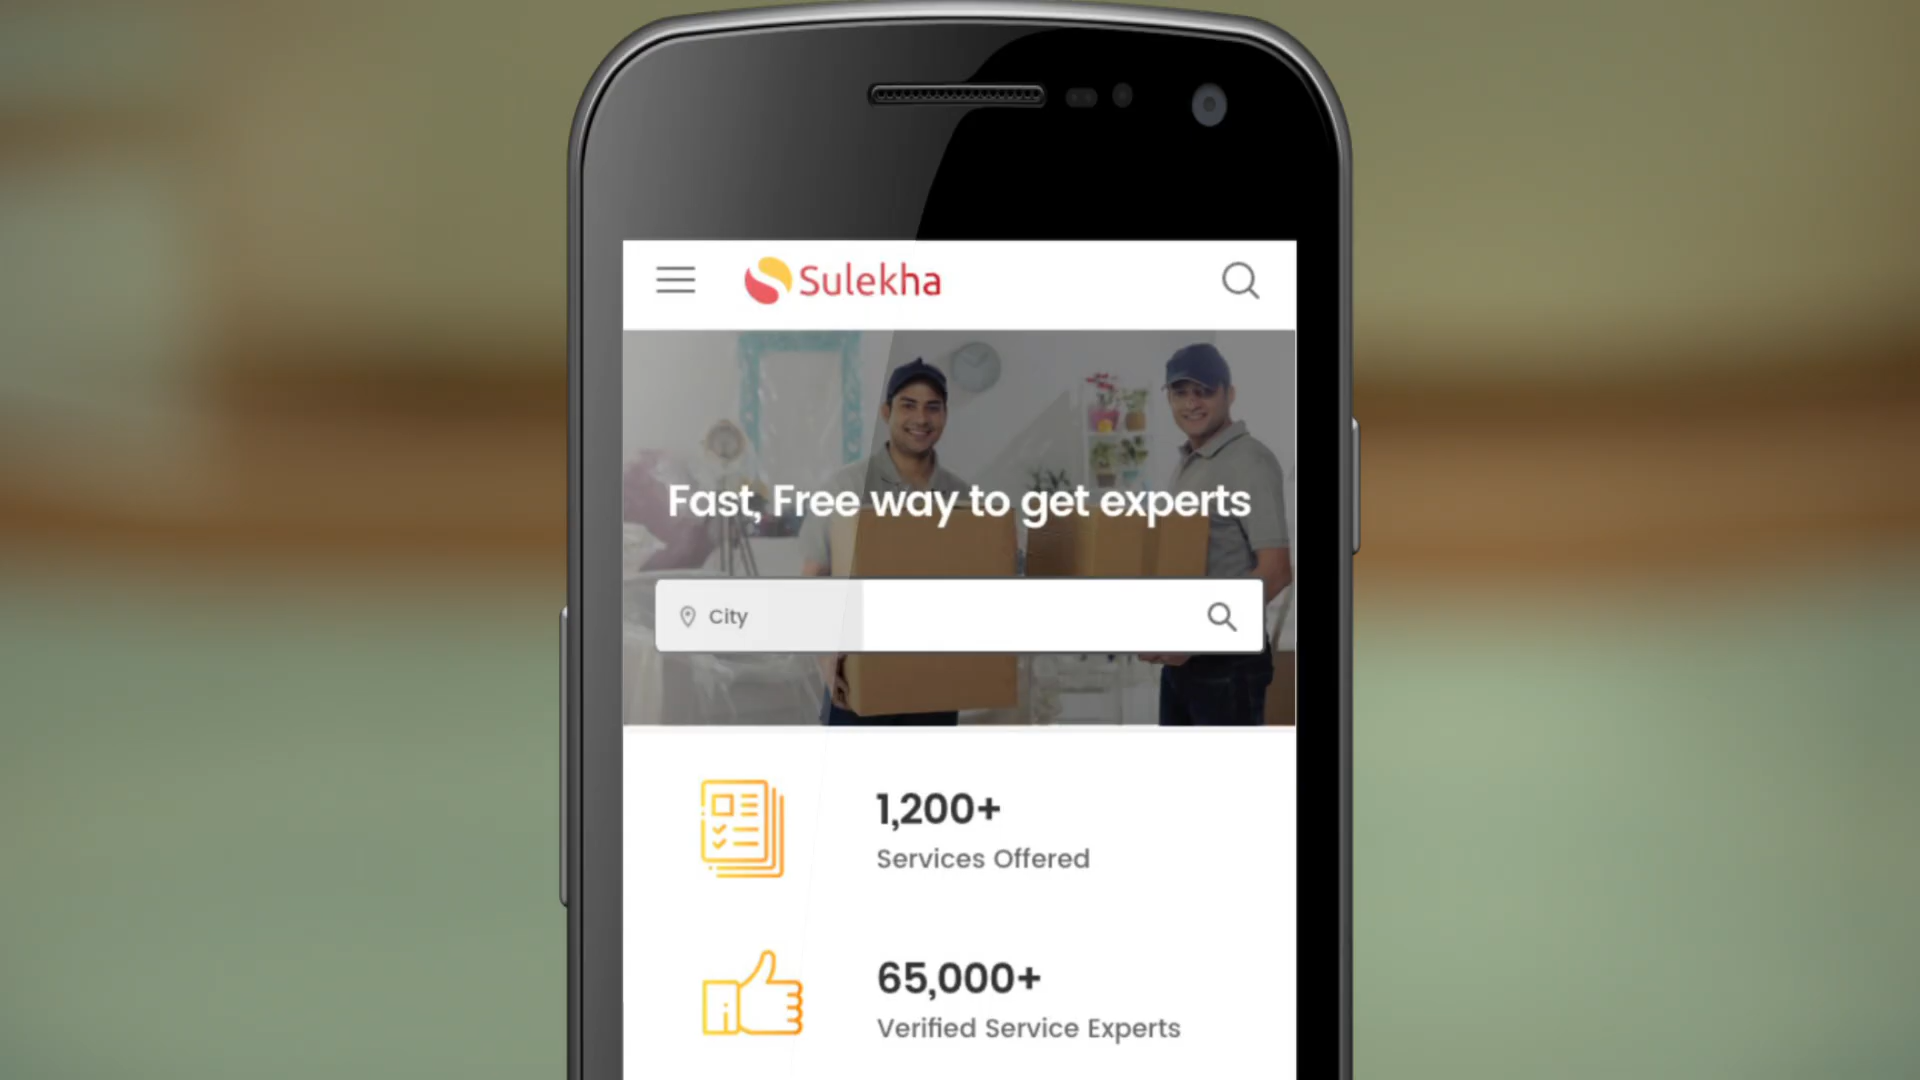 Sulekha
Fast, Free way to get experts
City
1,200+
Services Offered
65,000+
Verified Service Experts